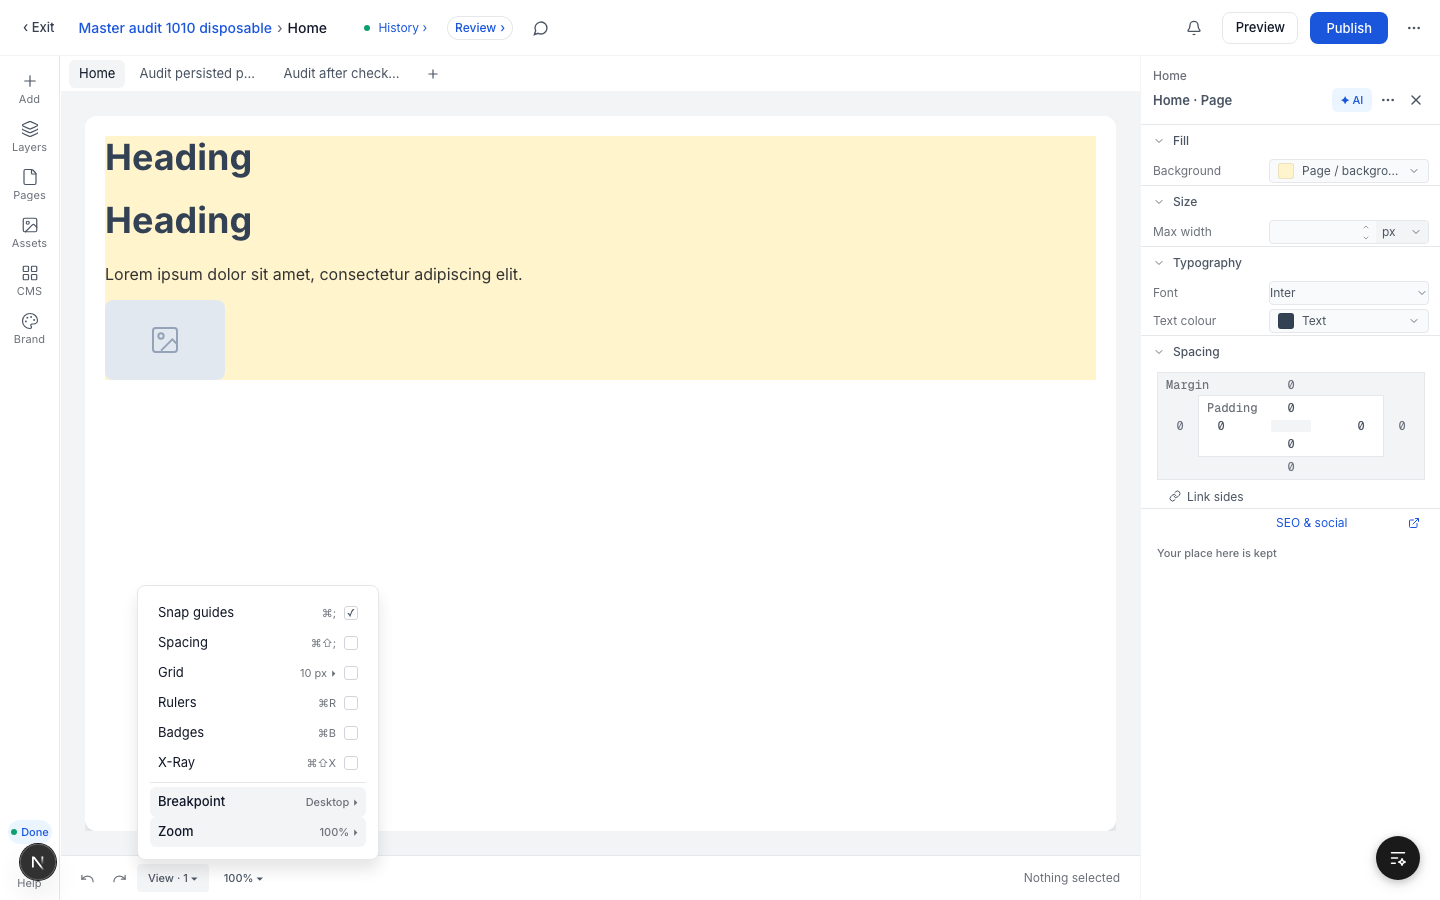 ‹ Exit
Master audit 1010 disposable › Home
History ›
Review ›
Preview
Publish
Add
Layers
Pages
Assets
CMS
Brand
Done
N
Help
Home
Audit persisted p...
Audit after check...
Heading
Heading
Lorem ipsum dolor sit amet, consectetur adipiscing elit.
Snap guides ⌘; ✓
Spacing ⌘⇧;
Grid 10 px
Rulers ⌘R
Badges ⌘B
X-Ray ⌘⇧X
Breakpoint Desktop
Zoom 100%
View · 1
100%
Nothing selected
Home
Home · Page
AI
Fill
Background Page / backgro...
Size
Max width px
Typography
Font Inter
Text colour Text
Spacing
Margin 0
Padding 0
0 0 0 0
0
0
Link sides
SEO & social
Your place here is kept